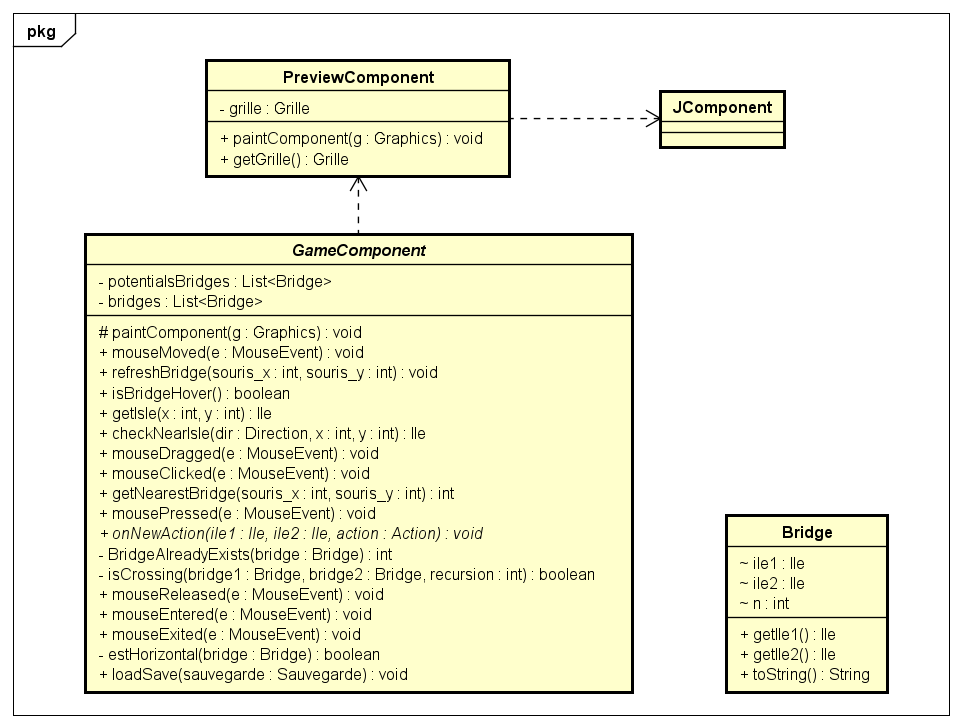 pkg
PreviewComponent
- grille : Grille
+ paintComponent(g : Graphics) : void
+ getGrille() : Grille
JComponent
GameComponent
- potentialsBridges : List<Bridge>
- bridges : List<Bridge>
# paintComponent(g : Graphics) : void
+ mouseMoved(e : MouseEvent) : void
+ refreshBridge(souris_x : int, souris_y : int) : void
+ isBridgeHover() : boolean
+ getIsle(x : int, y : int) : Ile
+ checkNearIsle(dir : Direction, x : int, y : int) : Ile
+ mouseDragged(e : MouseEvent) : void
+ mouseClicked(e : MouseEvent) : void
+ getNearestBridge(souris_x : int, souris_y : int) : int
+ mousePressed(e : MouseEvent) : void
+ onNewAction(ile1 : Ile, ile2 : Ile, action : Action) : void
- BridgeAlreadyExists(bridge : Bridge) : int
- isCrossing(bridge1 : Bridge, bridge2 : Bridge, recursion : int) : boolean
+ mouseReleased(e : MouseEvent) : void
+ mouseEntered(e : MouseEvent) : void
+ mouseExited(e : MouseEvent) : void
- estHorizontal(bridge : Bridge) : boolean
+ loadSave(sauvegarde : Sauvegarde) : void
Bridge
~ ile1 : Ile
~ ile2 : Ile
~ n : int
+ getIle1() : Ile
+ getIle2() : Ile
+ toString() : String